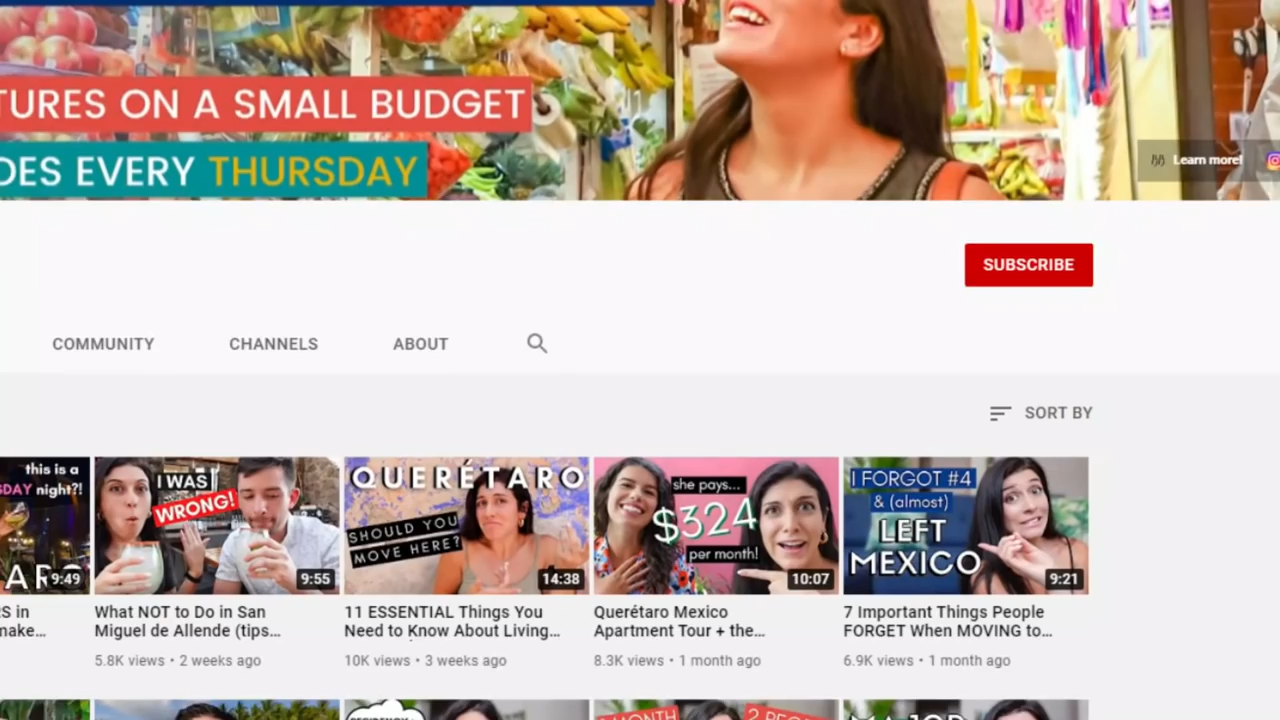 TURES ON A SMALL BUDGET
DES EVERY THURSDAY
Learn more!
SUBSCRIBE
COMMUNITY CHANNELS ABOUT
SORT BY
this is a
SDAY night?!
9:49
I WAS
WRONG!
9:55
QUERÉTARO
SHOULD YOU
MOVE HERE?
14:38
she pays...
$324
per month!
10:07
I FORGOT #4
& (almost)
LEFT
MEXICO
9:21
RS in
make...
What NOT to Do in San
Miguel de Allende (tips...
5.8K views • 2 weeks ago
11 ESSENTIAL Things You
Need to Know About Living...
10K views • 3 weeks ago
Querétaro Mexico
Apartment Tour + the...
8.3K views • 1 month ago
7 Important Things People
FORGET When MOVING to...
6.9K views • 1 month ago